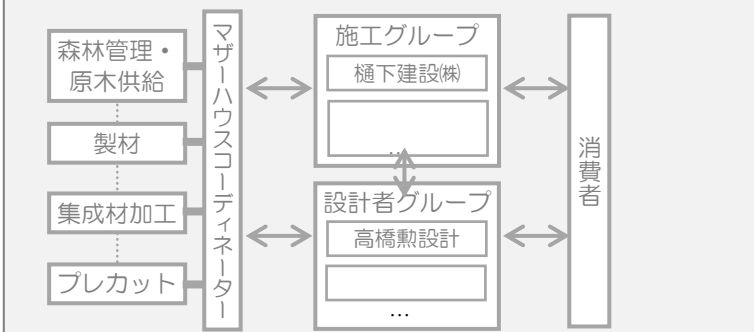 森林管理・
原木供給
製材
集成材加工
プレカット
マザーハウスコーディネーター
施工グループ
樋下建設㈱
…
設計者グループ
高橋勲設計
…
消費者